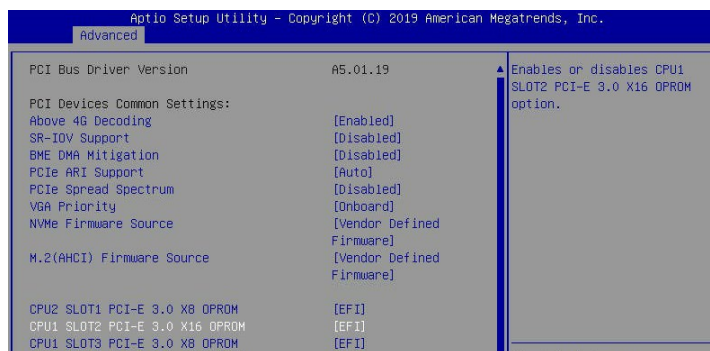 Aptio Setup Utility – Copyright (C) 2019 American Megatrends, Inc.
Advanced
PCI Bus Driver Version A5.01.19
PCI Devices Common Settings:
Above 4G Decoding [Enabled]
SR-IOV Support [Disabled]
BME DMA Mitigation [Disabled]
PCIe ARI Support [Auto]
PCIe Spread Spectrum [Disabled]
VGA Priority [Onboard]
NVMe Firmware Source [Vendor Defined
Firmware]
M.2(AHCI) Firmware Source [Vendor Defined
Firmware]
CPU2 SLOT1 PCI-E 3.0 X8 OPROM [EFI]
CPU1 SLOT2 PCI-E 3.0 X16 OPROM [EFI]
CPU1 SLOT3 PCI-E 3.0 X8 OPROM [EFI]
Enables or disables CPU1
SLOT2 PCI-E 3.0 X16 OPROM
option.